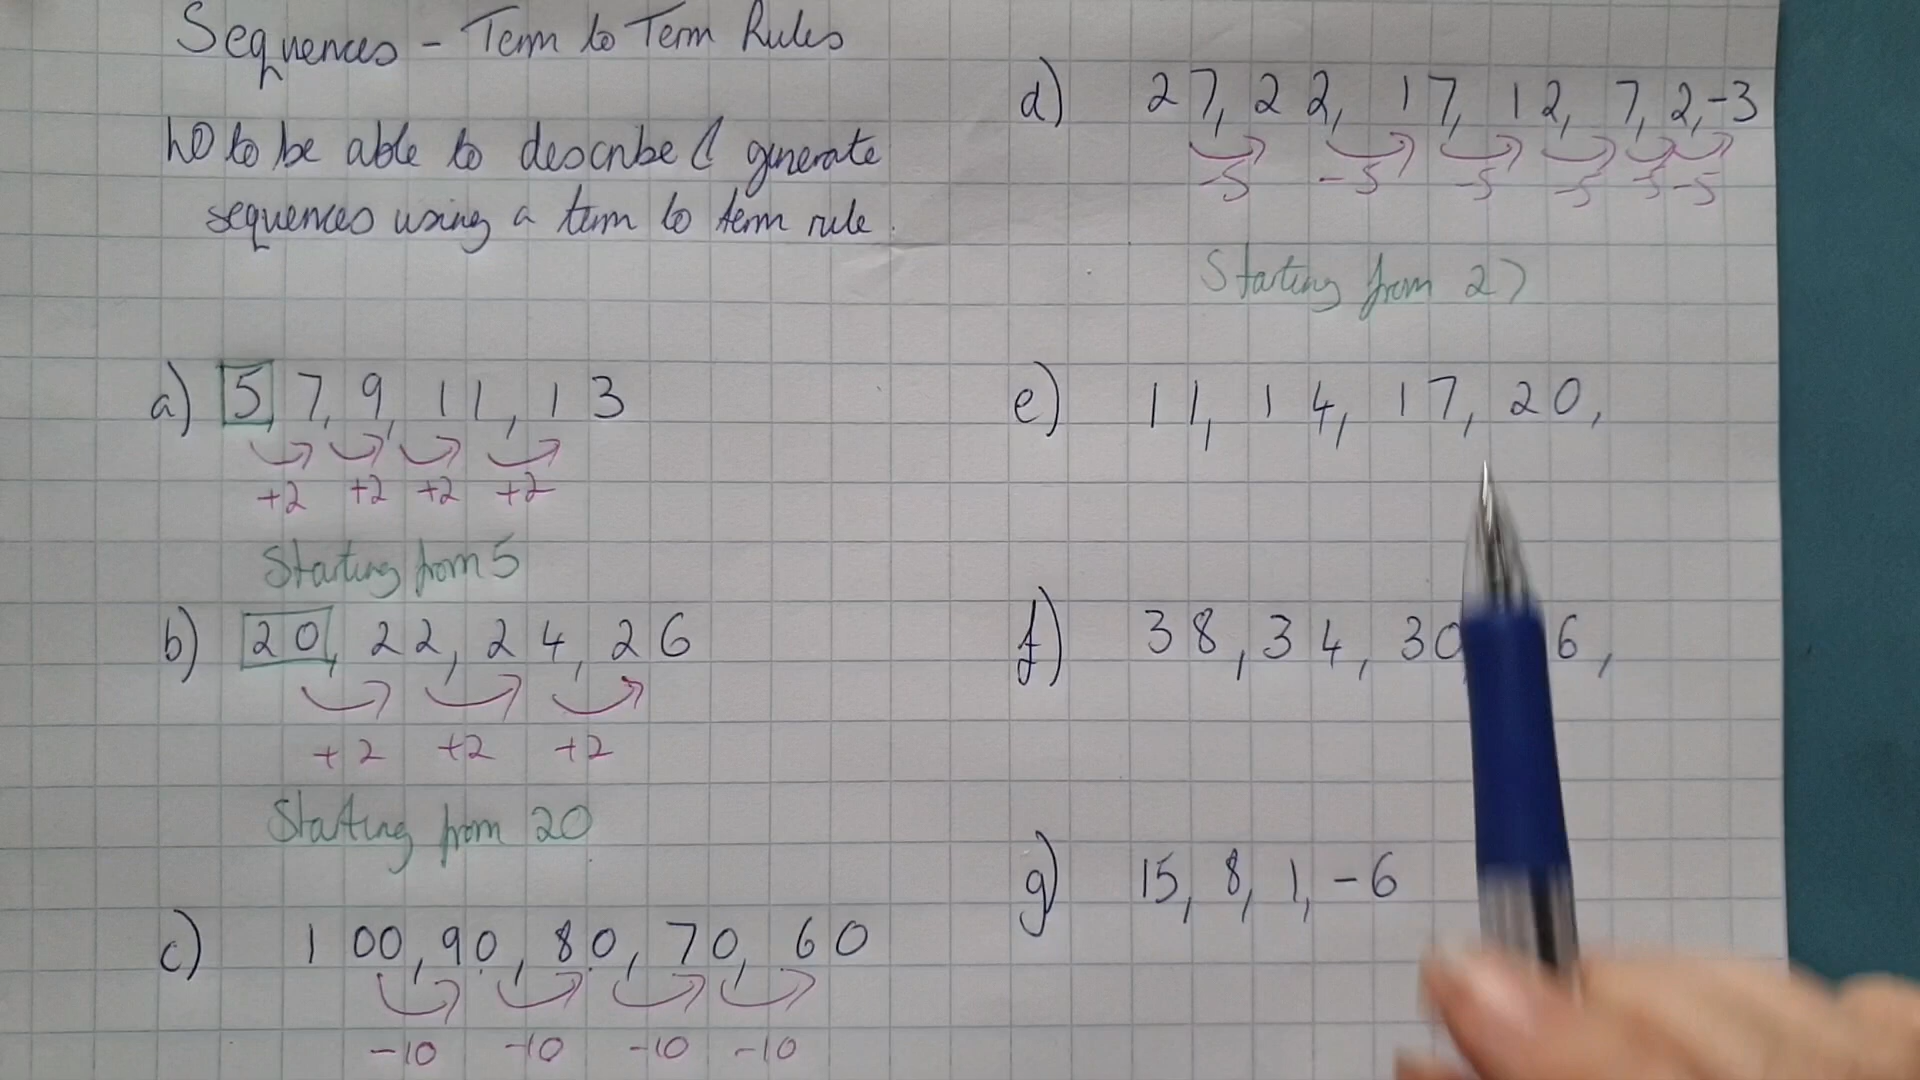 Sequences - Term to Term Rules
LO to be able to describe & generate
sequences using a term to term rule.
a) 5, 7, 9, 11, 13
+2 +2 +2 +2
Starting from 5
b) 20, 22, 24, 26
+2 +2 +2
Starting from 20
c) 100, 90, 80, 70, 60
-10 -10 -10 -10
d) 27, 22, 17, 12, 7, 2, -3
-5 -5 -5 -5 -5 -5
Starting from 27
e) 11, 14, 17, 20,
f) 38, 34, 30, 6,
g) 15, 8, 1, -6